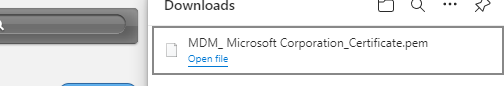 Downloads
MDM_ Microsoft Corporation_Certificate.pem
Open file